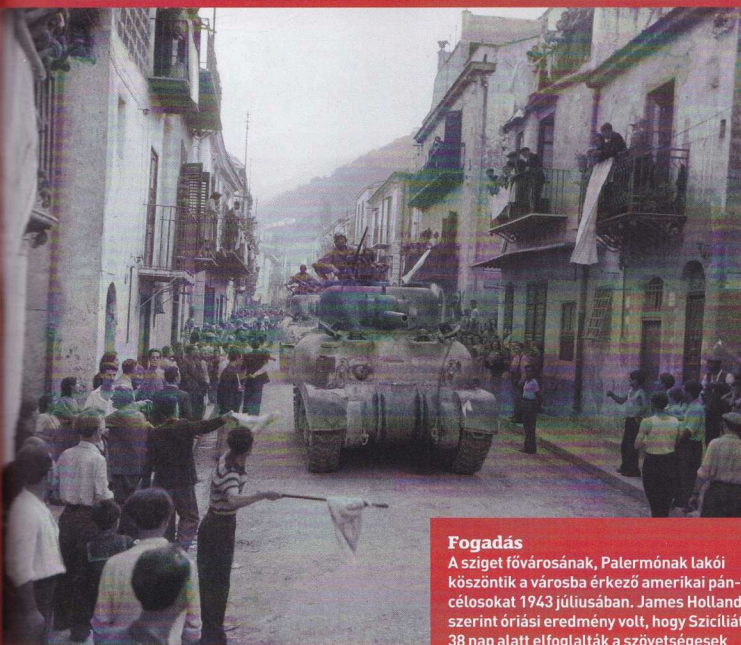 Fogadás
A sziget fővárosának, Palermónak lakói
köszöntik a városba érkező amerikai pán-
célosokat 1943 júliusában. James Holland
szerint óriási eredmény volt, hogy Szicíliát
38 nap alatt elfoglalták a szövetségesek